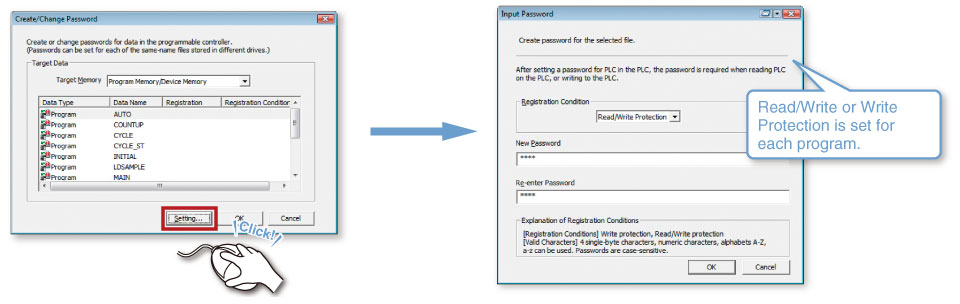 Create/Change Password
Create or change passwords for data in the programmable controller.
(Passwords can be set for each of the same-name files stored in different drives.)
Target Data
Target Memory Program Memory/Device Memory
Data Type Data Name Registration Registration Condition
Program AUTO
Program COUNTUP
Program CYCLE
Program CYCLE_ST
Program INITIAL
Program LDSAMPLE
Program MAIN
Setting... OK Cancel
Click!
Input Password
Create password for the selected file.
After setting a password for PLC in the PLC, the password is required when reading PLC
on the PLC, or writing to the PLC.
Registration Condition
Read/Write Protection
New Password
****
Re-enter Password
****
Explanation of Registration Conditions
[Registration Conditions] Write protection, Read/Write protection
[Valid Characters] 4 single-byte characters, numeric characters, alphabets A-Z,
a-z can be used. Passwords are case-sensitive.
OK Cancel
Read/Write or Write
Protection is set for
each program.